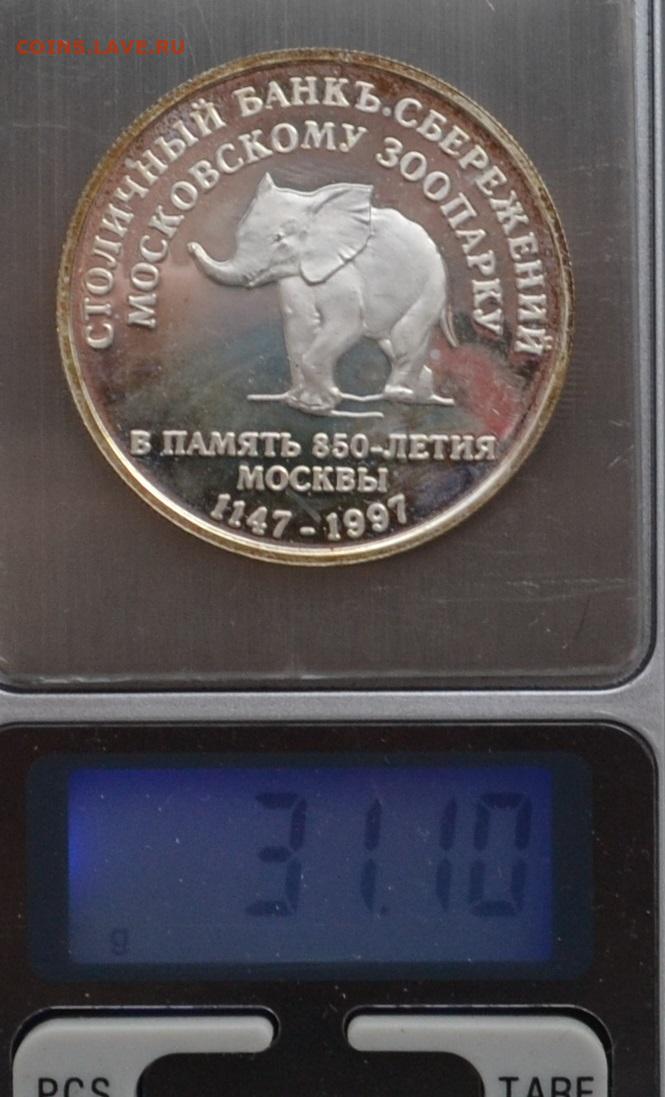 COINS.LAVE.RU
СТОЛИЧНЫЙ БАНКЪ.СБЕРЕЖЕНИЙ
МОСКОВСКОМУ ЗООПАРКУ
В ПАМЯТЬ 850-ЛЕТИЯ
МОСКВЫ
1147-1997
31.10
g
PCS TARE